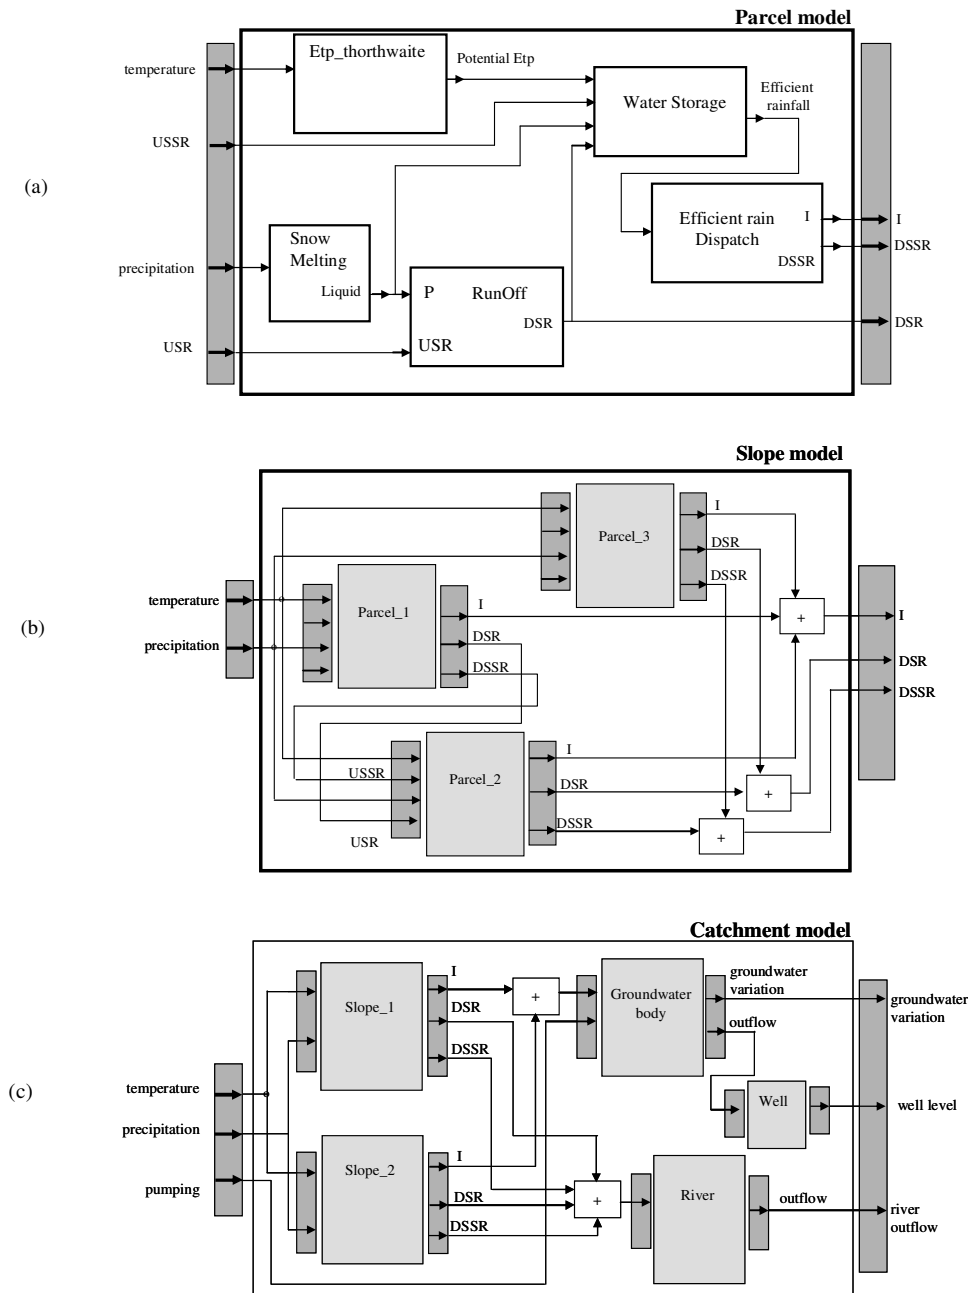 Parcel model
Etp_thorthwaite
temperature
Potential Etp
Water Storage
Efficient
rainfall
USSR
(a)
Snow
Melting
Liquid
precipitation
P
RunOff
DSR
USR
USR
Efficient rain
Dispatch
I
DSSR
I
DSSR
DSR
Slope model
(b)
temperature
precipitation
Parcel_3
I
DSR
DSSR
Parcel_1
I
DSR
DSSR
+
I
DSR
DSSR
USSR
USR
Parcel_2
I
DSR
DSSR
+
+
Catchment model
(c)
temperature
precipitation
pumping
Slope_1
I
DSR
DSSR
+
Groundwater
body
groundwater
variation
outflow
groundwater
variation
Well
well level
Slope_2
I
DSR
DSSR
+
River
outflow
river
outflow